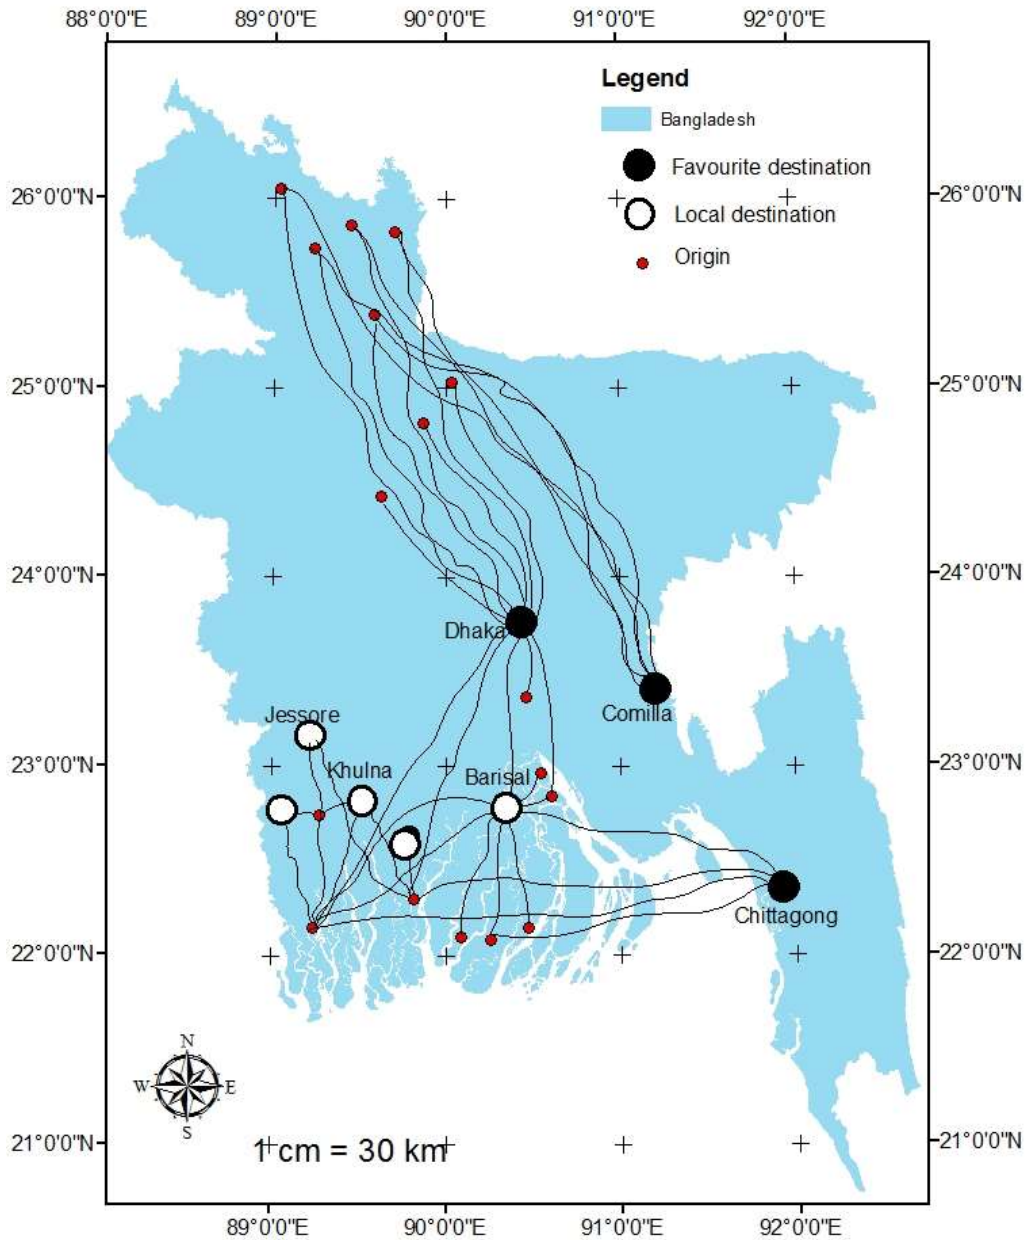 88°0'0"E 89°0'0"E 90°0'0"E 91°0'0"E 92°0'0"E
Legend
Bangladesh
Favourite destination
Local destination
Origin
26°0'0"N 26°0'0"N
25°0'0"N 25°0'0"N
24°0'0"N 24°0'0"N
Dhaka
Comilla
Jessore
23°0'0"N 23°0'0"N
Khulna
Barisal
Chittagong
22°0'0"N 22°0'0"N
N
W E
S
21°0'0"N 21°0'0"N
1 cm = 30 km
89°0'0"E 90°0'0"E 91°0'0"E 92°0'0"E